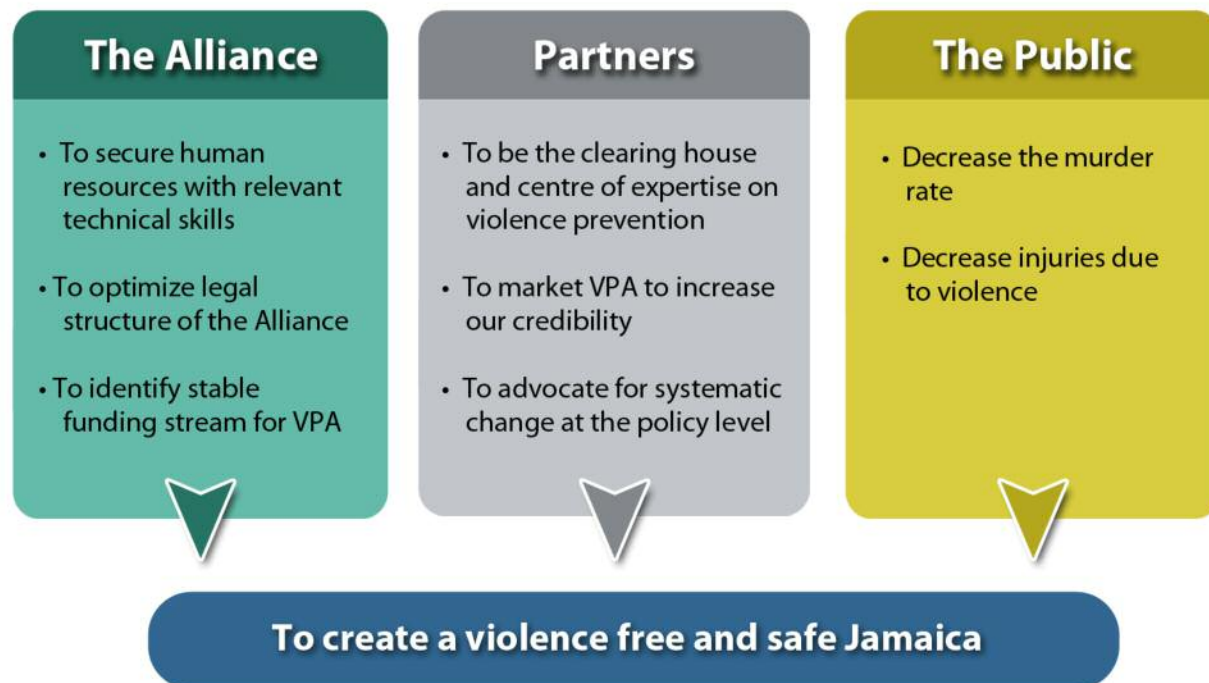 The Alliance
• To secure human
resources with relevant
technical skills
• To optimize legal
structure of the Alliance
• To identify stable
funding stream for VPA
Partners
• To be the clearing house
and centre of expertise on
violence prevention
• To market VPA to increase
our credibility
• To advocate for systematic
change at the policy level
The Public
• Decrease the murder
rate
• Decrease injuries due
to violence
To create a violence free and safe Jamaica